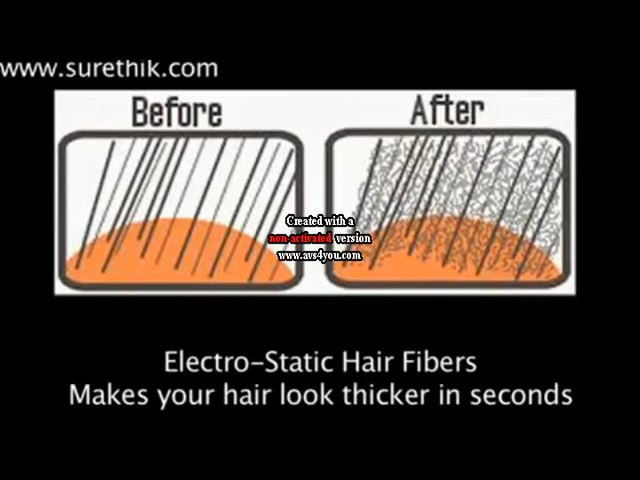 www.surethik.com
Before
After
Created with a
non-activated version
www.avs4you.com
Electro-Static Hair Fibers
Makes your hair look thicker in seconds